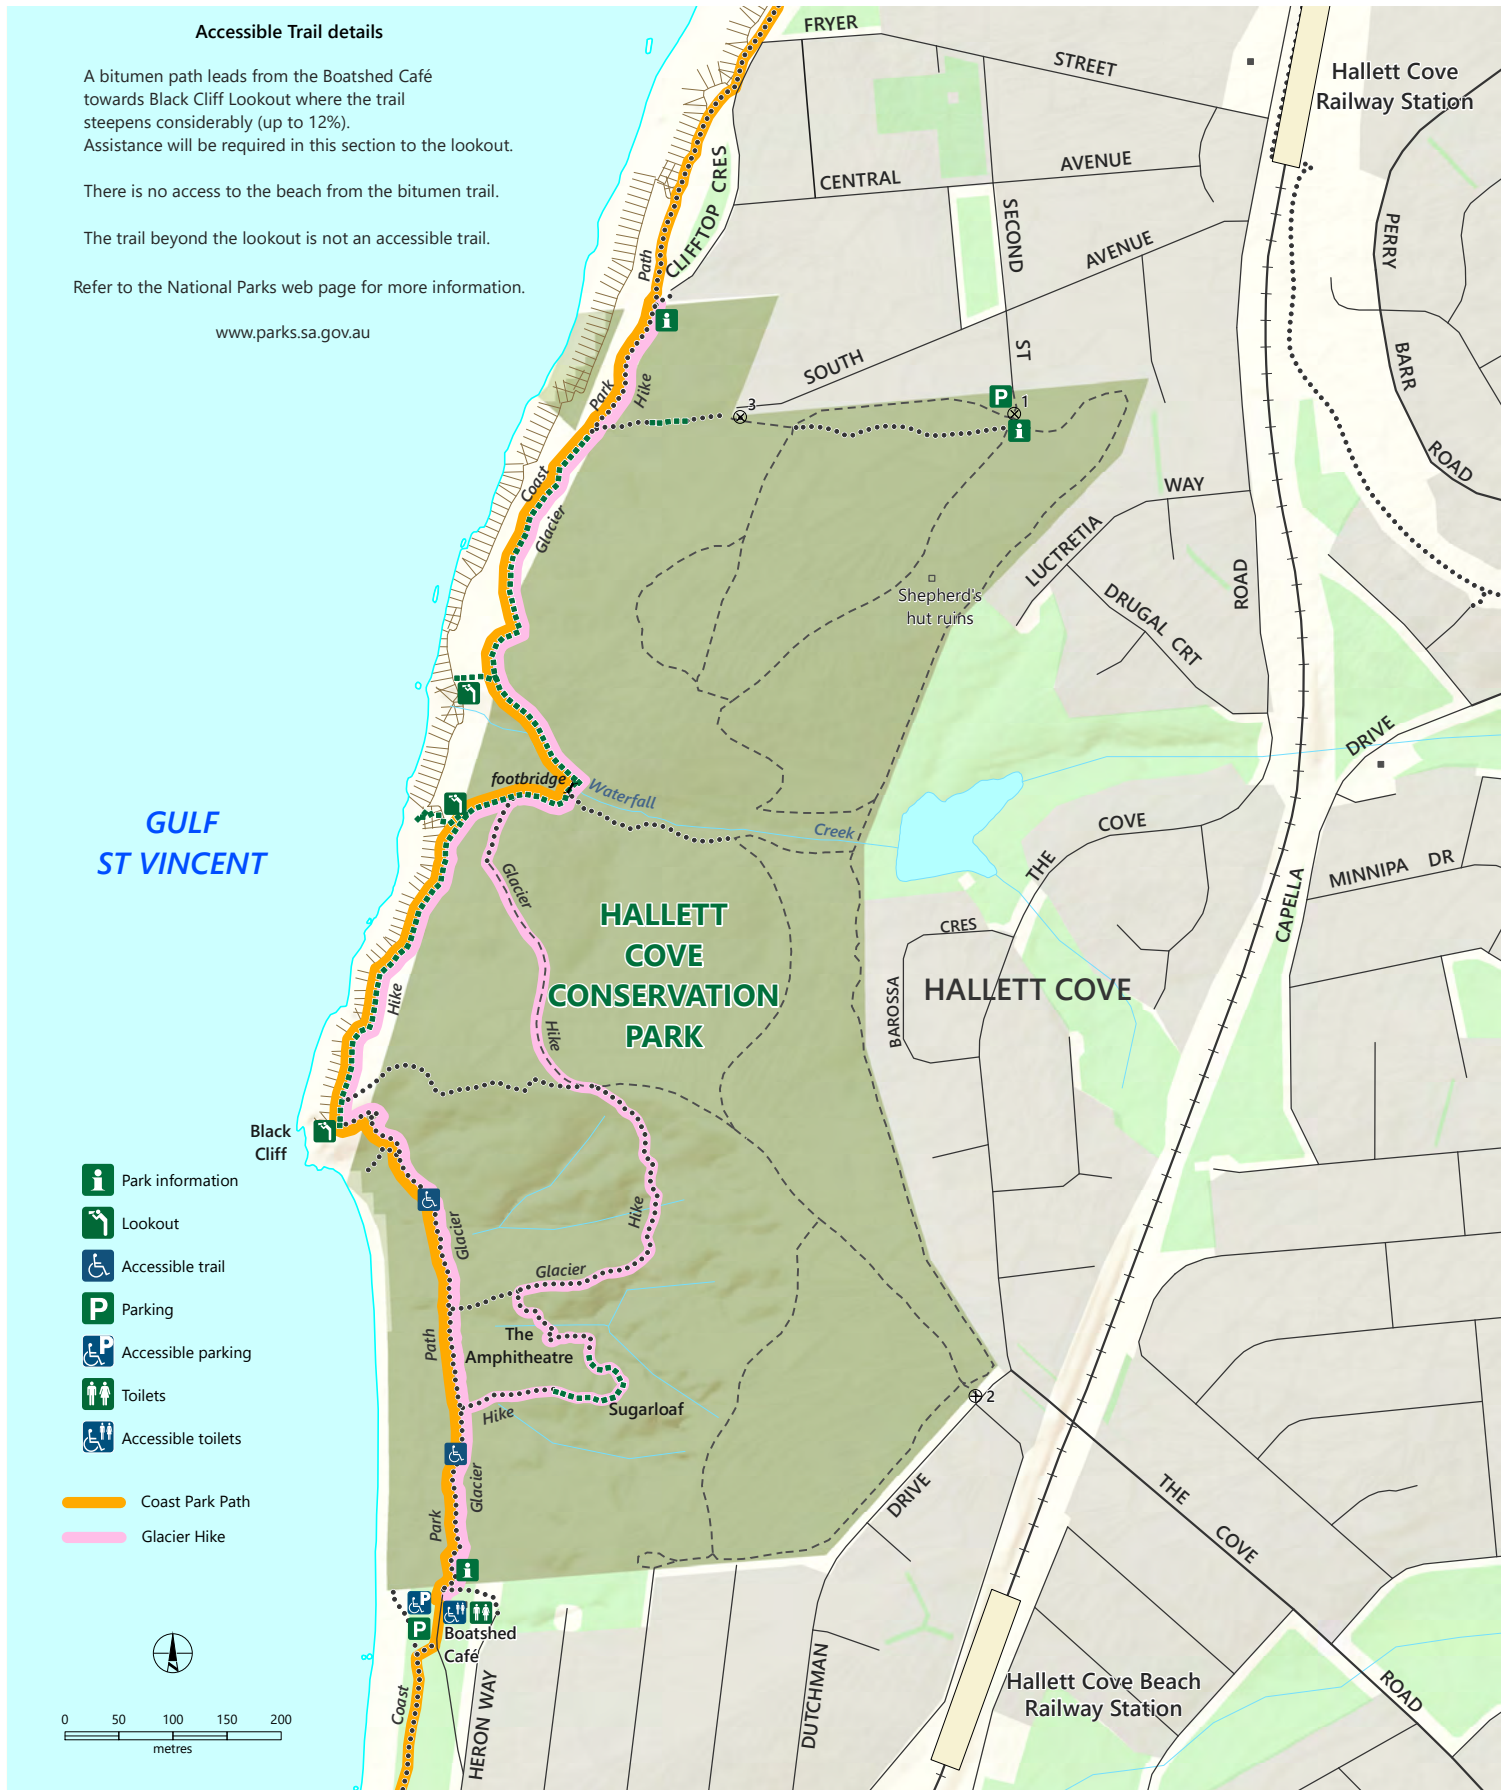 Accessible Trail details
A bitumen path leads from the Boatshed Café
towards Black Cliff Lookout where the trail
steepens considerably (up to 12%).
Assistance will be required in this section to the lookout.
There is no access to the beach from the bitumen trail.
The trail beyond the lookout is not an accessible trail.
Refer to the National Parks web page for more information.
www.parks.sa.gov.au
FRYER
STREET
Hallett Cove
Railway Station
CENTRAL
AVENUE
CLIFFTOP CRES
SECOND
ST
SOUTH
AVENUE
PERRY
BARR
ROAD
Path
Park
Hike
Coast
Glacier
3
P
1
WAY
LUCTRETIA
DRUGAL CRT
ROAD
Shepherd's
hut ruins
DRIVE
footbridge
Waterfall
Creek
GULF
ST VINCENT
Glacier
Hike
Hike
HALLETT
COVE
CONSERVATION
PARK
THE
COVE
CRES
BAROSSA
HALLETT COVE
CAPELLA
MINNIPA DR
Black
Cliff
Glacier
Hike
Glacier
Path
The
Amphitheatre
Hike
Sugarloaf
Glacier
Park
2
DRIVE
THE
COVE
ROAD
Park information
Lookout
Accessible trail
P
Parking
P
Accessible parking
Toilets
Accessible toilets
Coast Park Path
Glacier Hike
P
P
Boatshed
Café
Coast
HERON WAY
DUTCHMAN
Hallett Cove Beach
Railway Station
N
0 50 100 150 200
metres